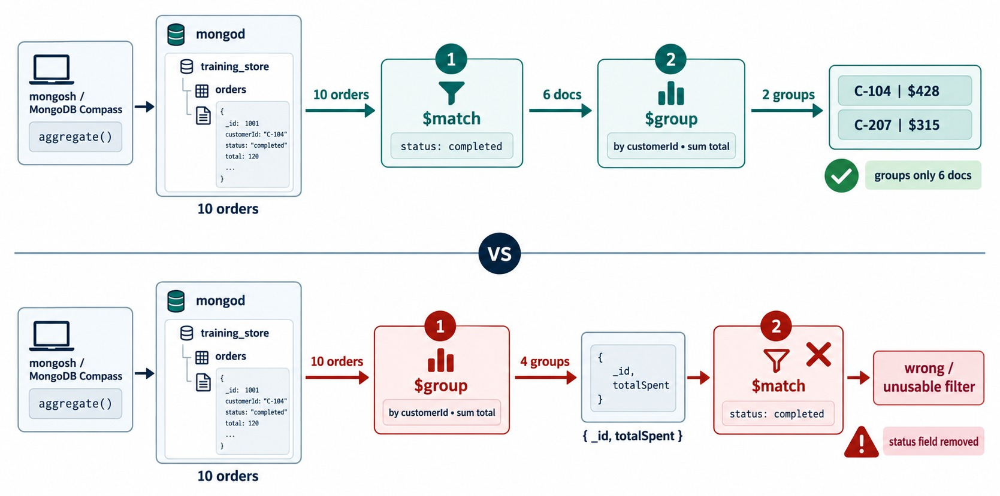 mongosh /
MongoDB Compass
aggregate()
mongod
training_store
orders
{
_id: 1001
customerId: "C-104"
status: "completed"
total: 120
...
}
10 orders
10 orders
1
$match
status: completed
6 docs
2
$group
by customerId • sum total
2 groups
C-104 | $428
C-207 | $315
groups only 6 docs
VS
mongosh /
MongoDB Compass
aggregate()
mongod
training_store
orders
{
_id: 1001
customerId: "C-104"
status: "completed"
total: 120
...
}
10 orders
10 orders
1
$group
by customerId • sum total
4 groups
{
_id,
totalSpent
}
{ _id, totalSpent }
2
$match
status: completed
wrong /
unusable filter
status field removed